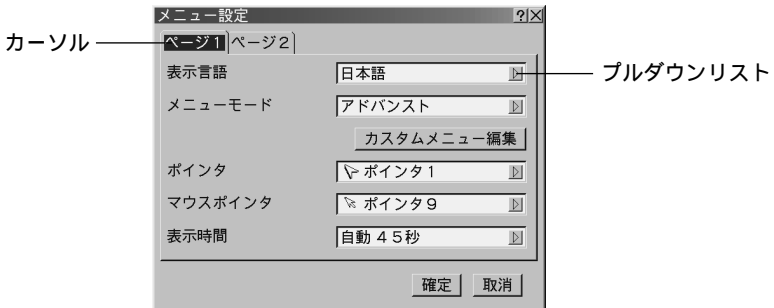 メニュー設定 ?×
カーソル
ページ1 ページ2
表示言語 日本語
プルダウンリスト
メニューモード アドバンスト
カスタムメニュー編集
ポインタ ポインタ1
マウスポインタ ポインタ9
表示時間 自動 45秒
確定 取消